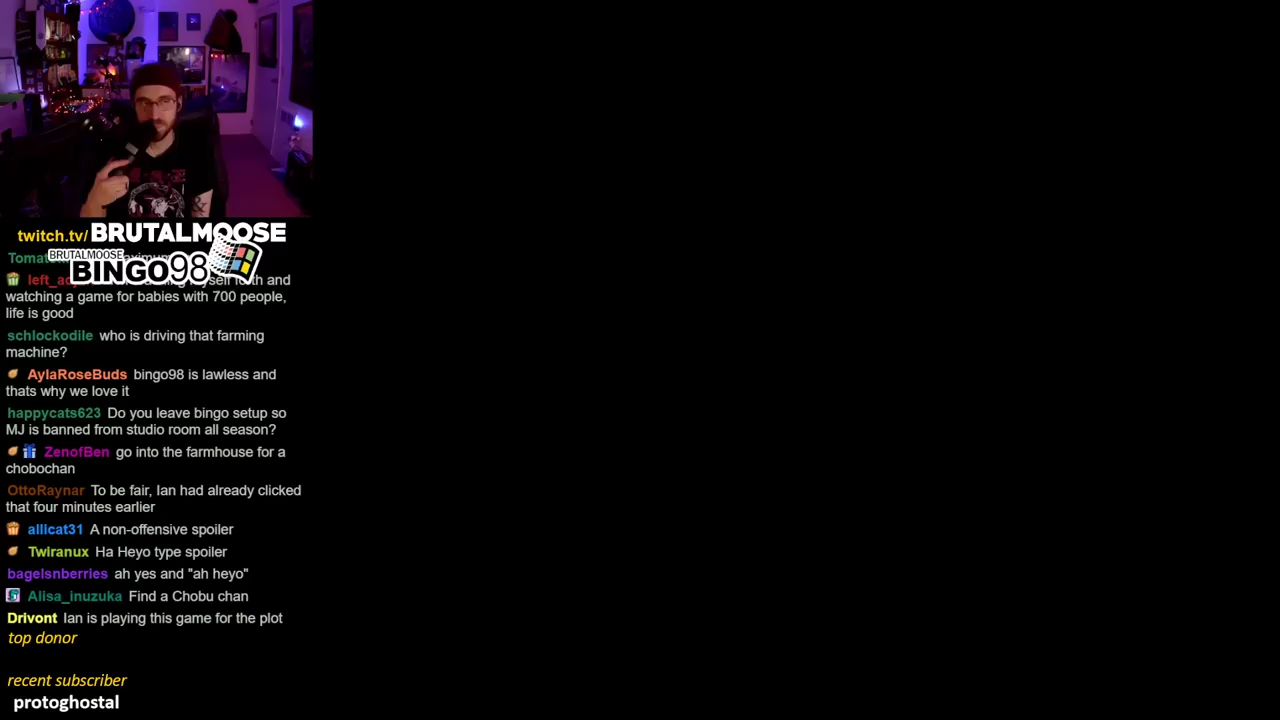 twitch.tv/BRUTALMOOSE
BRUTALMOOSE
BINGO98
and
watching a game for babies with 700 people,
life is good
schlockodile who is driving that farming
machine?
AylaRoseBuds bingo98 is lawless and
thats why we love it
happycats623 Do you leave bingo setup so
MJ is banned from studio room all season?
ZenofBen go into the farmhouse for a
chobochan
OttoRaynar To be fair, Ian had already clicked
that four minutes earlier
allicat31 A non-offensive spoiler
Twiranux Ha Heyo type spoiler
bagelsnberries ah yes and "ah heyo"
Alisa_inuzuka Find a Chobu chan
Drivont Ian is playing this game for the plot
top donor
recent subscriber
protoghostal